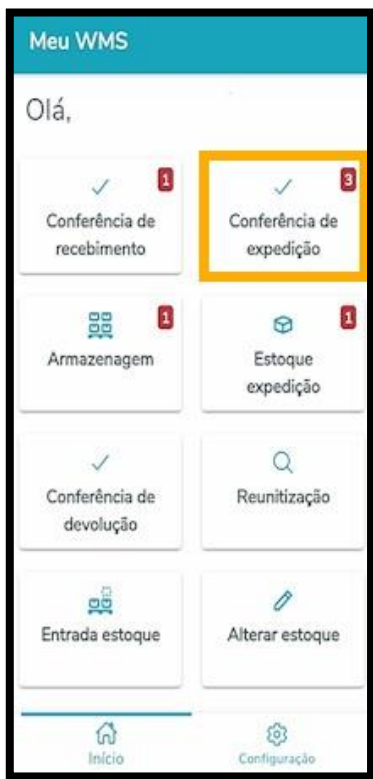 Meu WMS
Olá,
1
3
Conferência de
recebimento
Conferência de
expedição
1
1
Armazenagem
Estoque
expedição
Conferência de
devolução
Reunitização
Entrada estoque
Alterar estoque
Início
Configuração